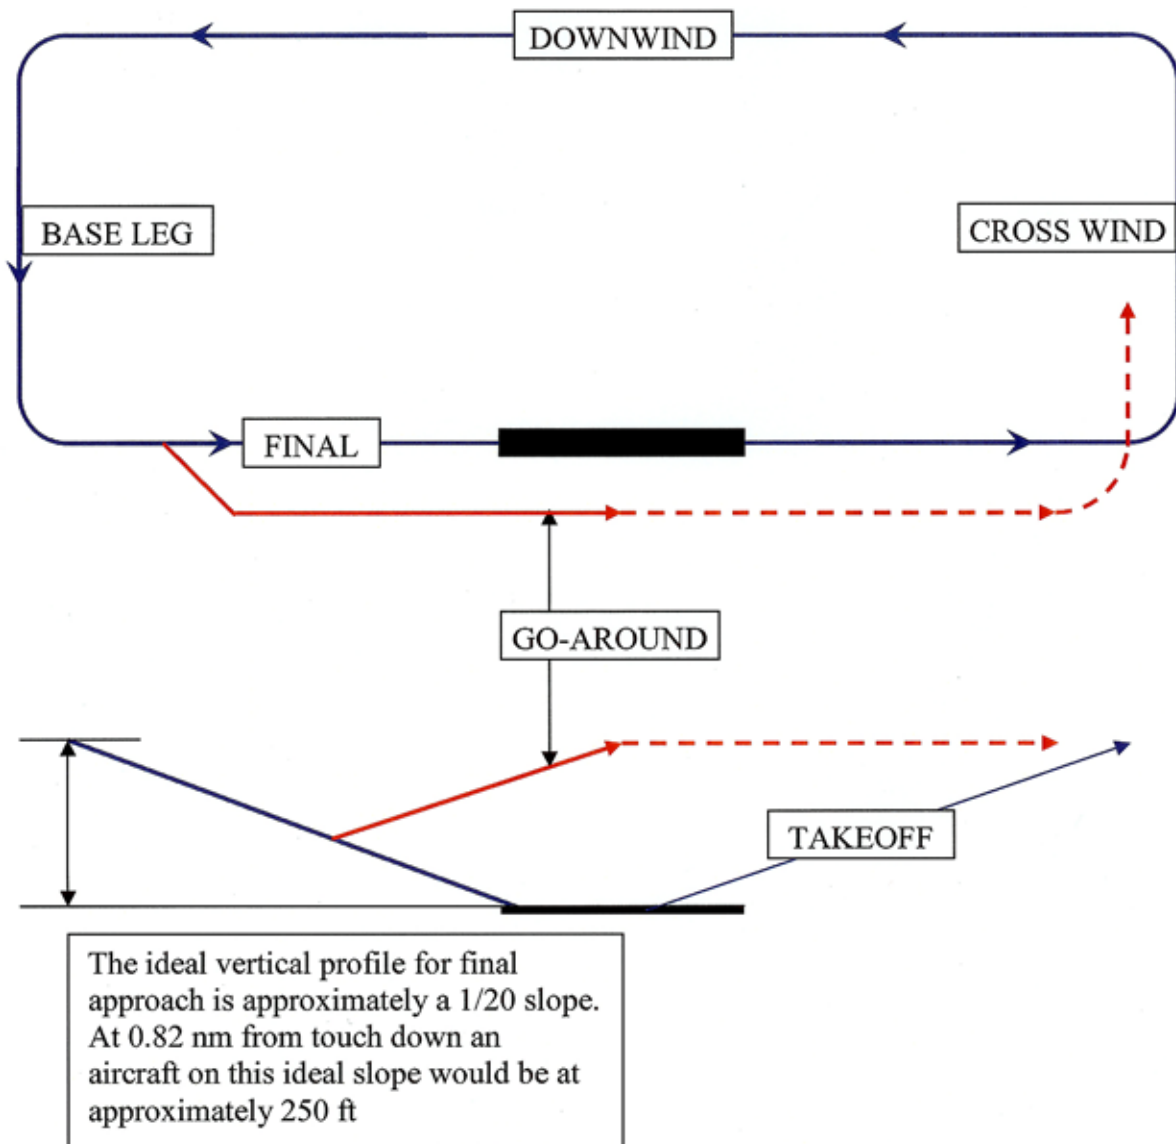 DOWNWIND
BASE LEG
CROSS WIND
FINAL
GO-AROUND
TAKEOFF
The ideal vertical profile for final
approach is approximately a 1/20 slope.
At 0.82 nm from touch down an
aircraft on this ideal slope would be at
approximately 250 ft